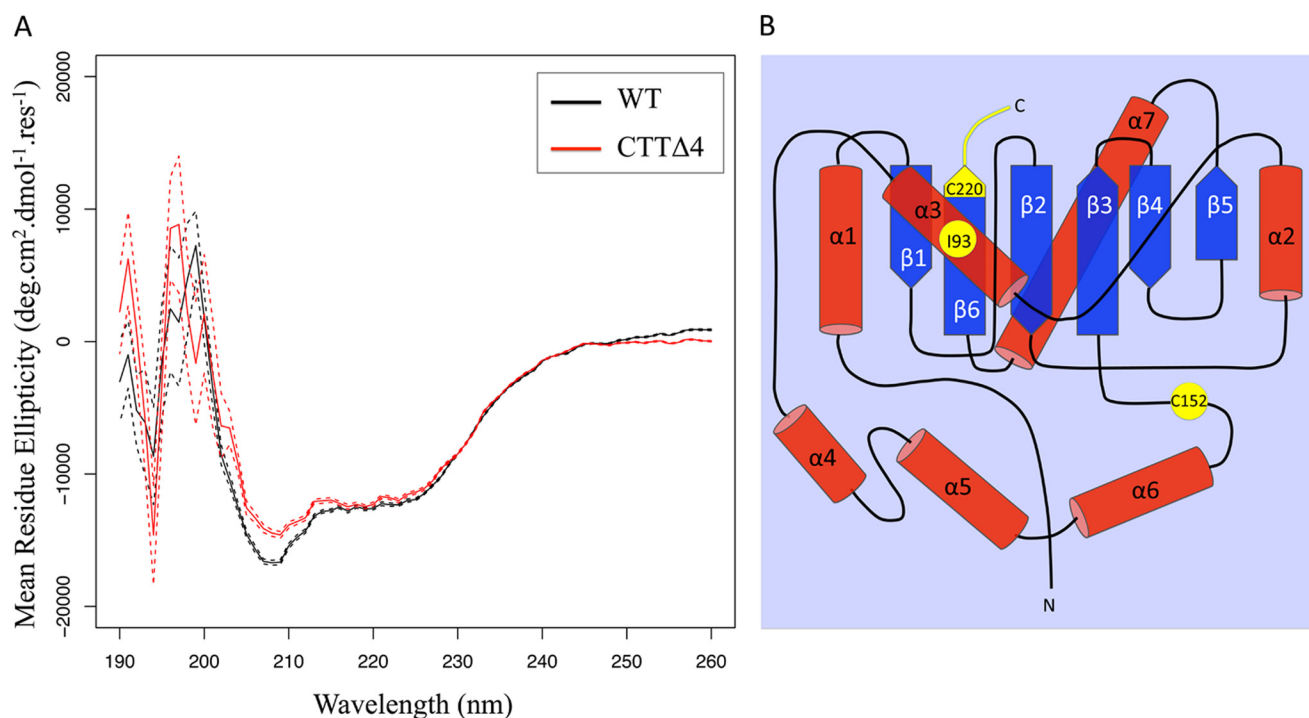 A
B
Mean Residue Ellipticity (deg.cm².dmol⁻¹.res⁻¹)
20000
10000
0
-10000
-20000
WT
CTTΔ4
190
200
210
220
230
240
250
260
Wavelength (nm)
C
α7
C220
α3
β2
β3
β4
β5
α1
I93
α2
β1
β6
C152
α4
α5
α6
N